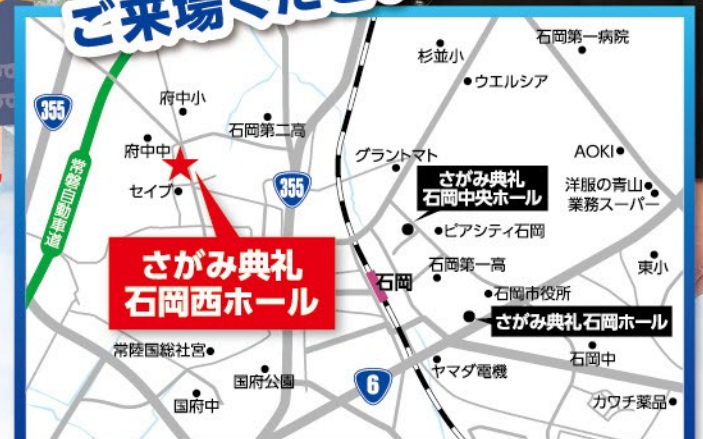 ご来場くださ
石岡第一病院
杉並小
ウエルシア
355
府中小
石岡第二高
府中中
グラントマト
AOKI
さがみ典礼
石岡中央ホール
洋服の青山
業務スーパー
常磐自動車道
セイブ
355
ピアシティ石岡
さがみ典礼
石岡西ホール
石岡第一高
東小
石岡
石岡市役所
さがみ典礼石岡ホール
常陸国総社宮
石岡中
ヤマダ電機
国府公園
6
国府中
カワチ薬品